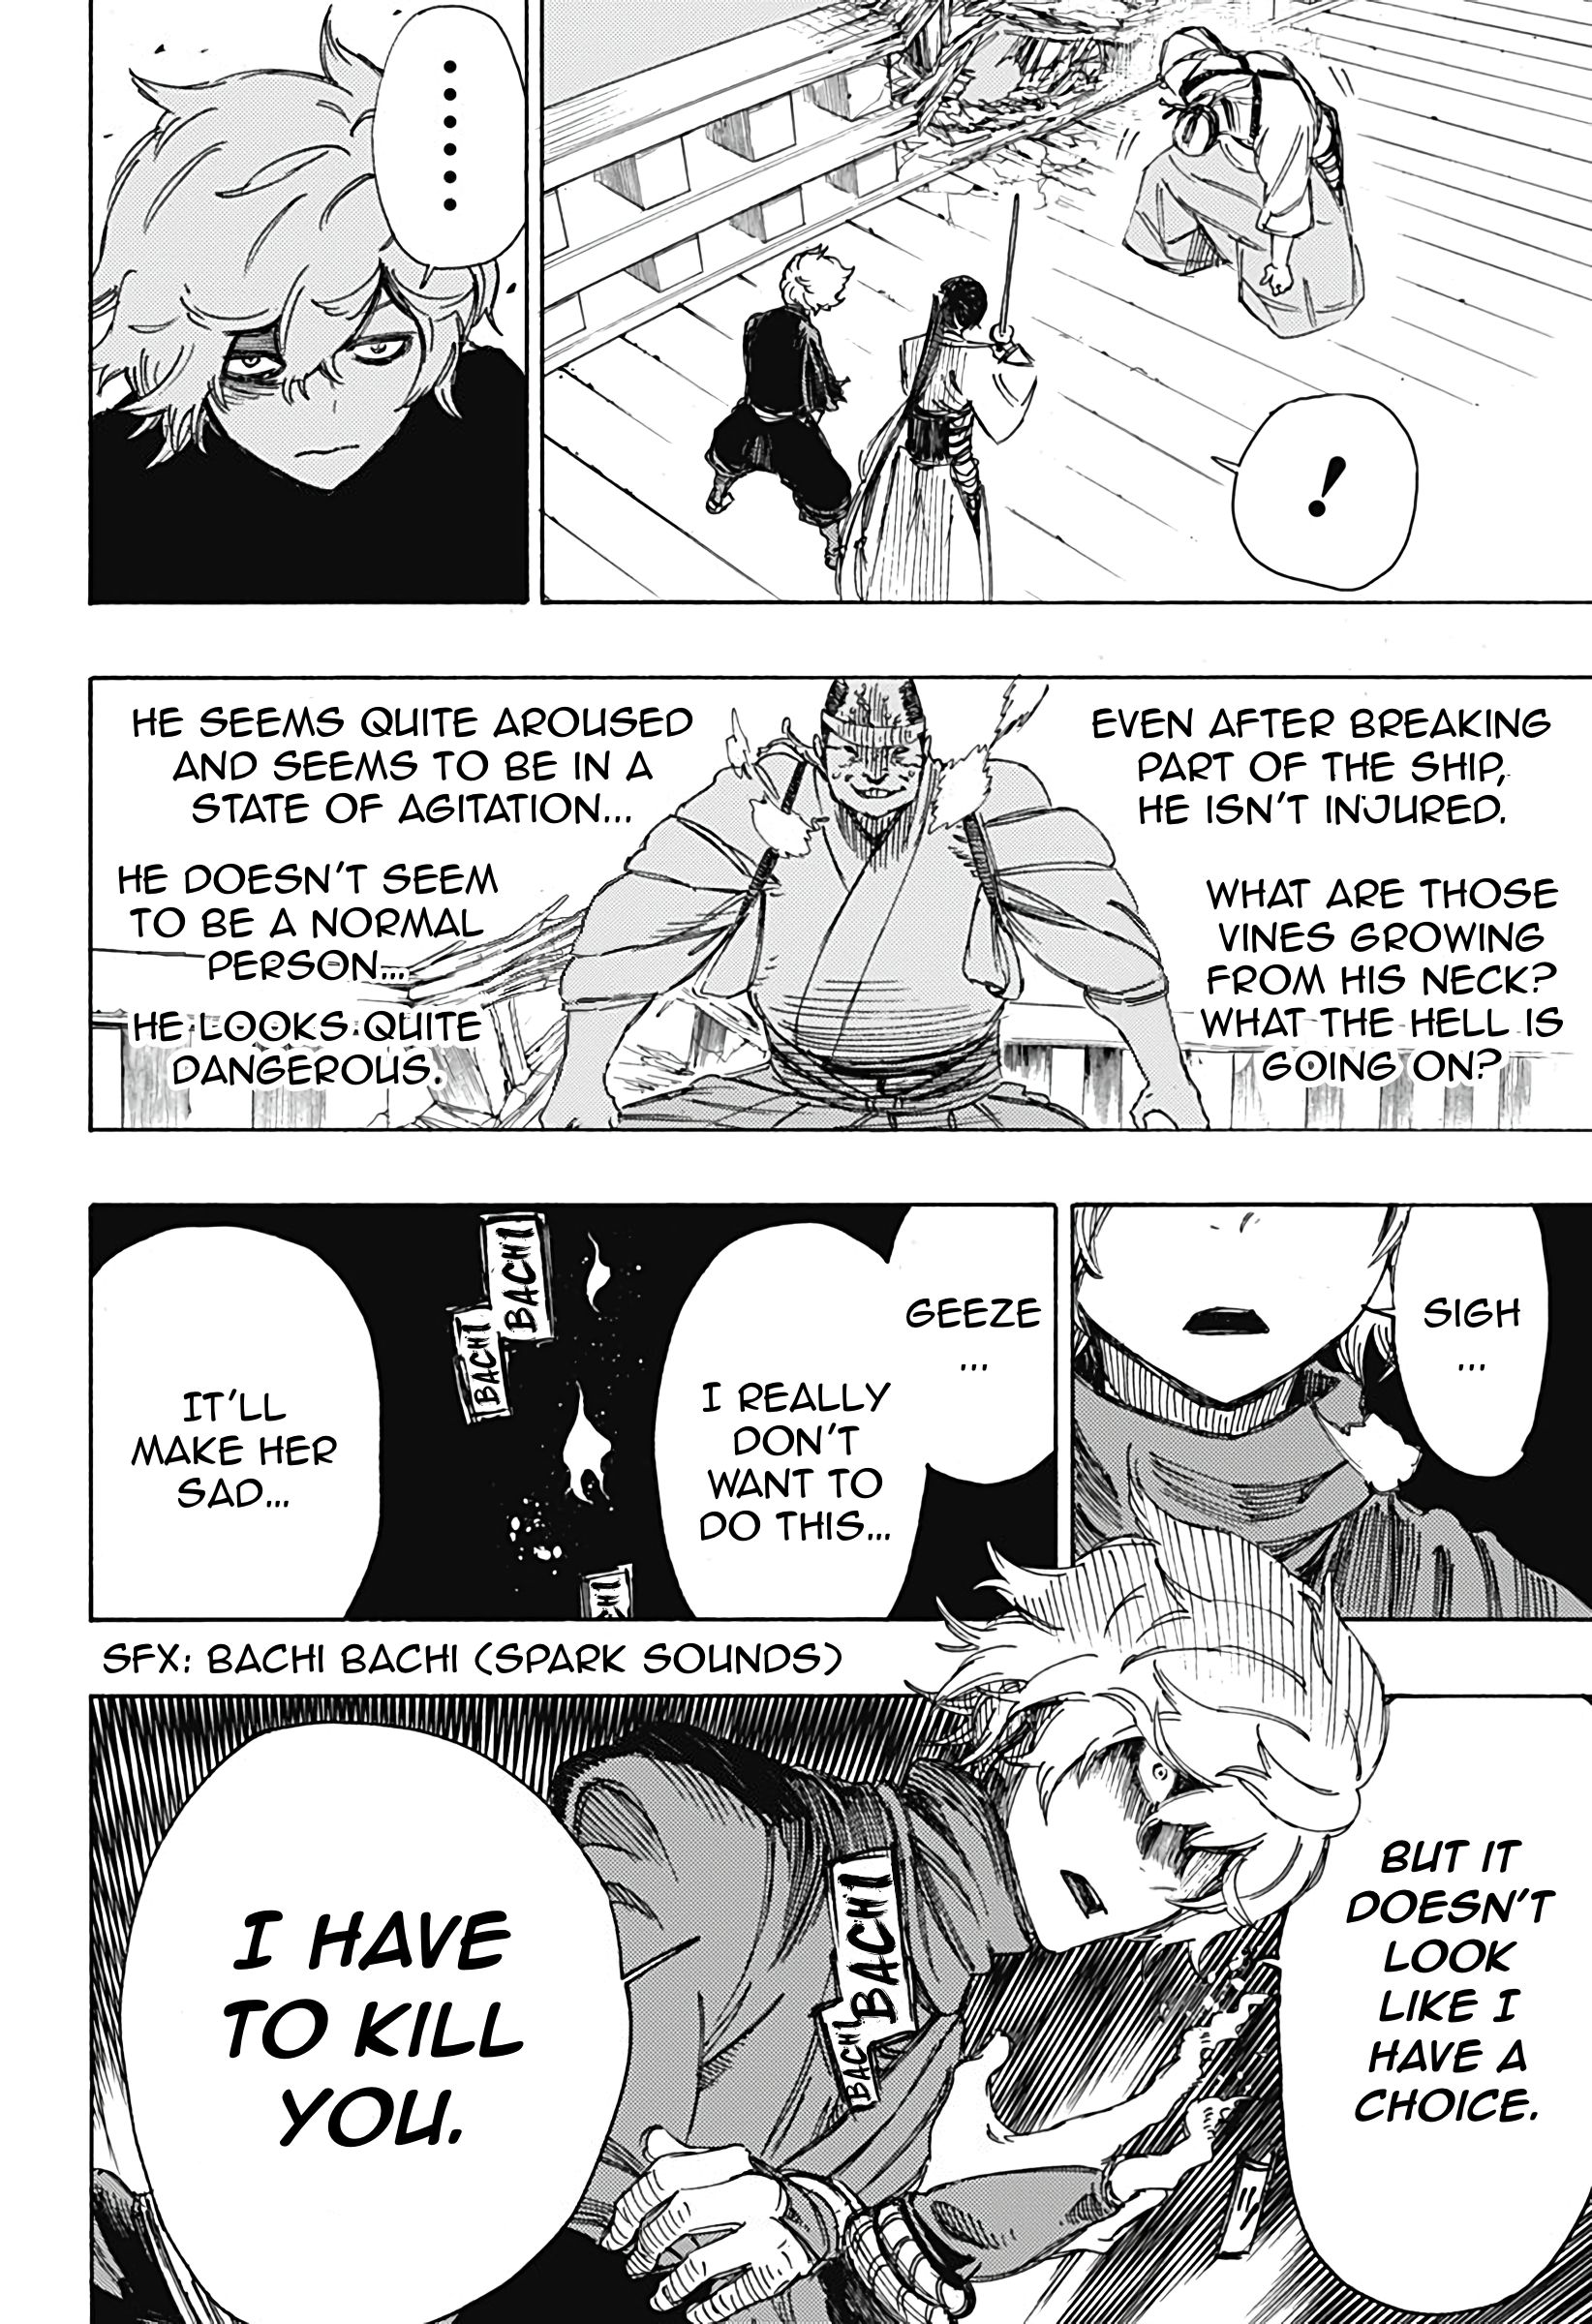 !
......
EVEN AFTER BREAKING
PART OF THE SHIP,
HE ISN'T INJURED.
WHAT ARE THOSE
VINES GROWING
FROM HIS NECK?
WHAT THE HELL IS
GOING ON?
HE SEEMS QUITE AROUSED
AND SEEMS TO BE IN A
STATE OF AGITATION...
HE DOESN'T SEEM
TO BE A NORMAL
PERSON...
HE LOOKS QUITE
DANGEROUS.
SIGH
...
GEEZE
...
I REALLY
DON'T
WANT TO
DO THIS...
BACHI
BACHI
IT'LL
MAKE HER
SAD...
SFX: BACHI BACHI (SPARK SOUNDS)
BUT IT
DOESN'T
LOOK
LIKE I
HAVE A
CHOICE.
BACHI
BACHI
I HAVE
TO KILL
YOU.